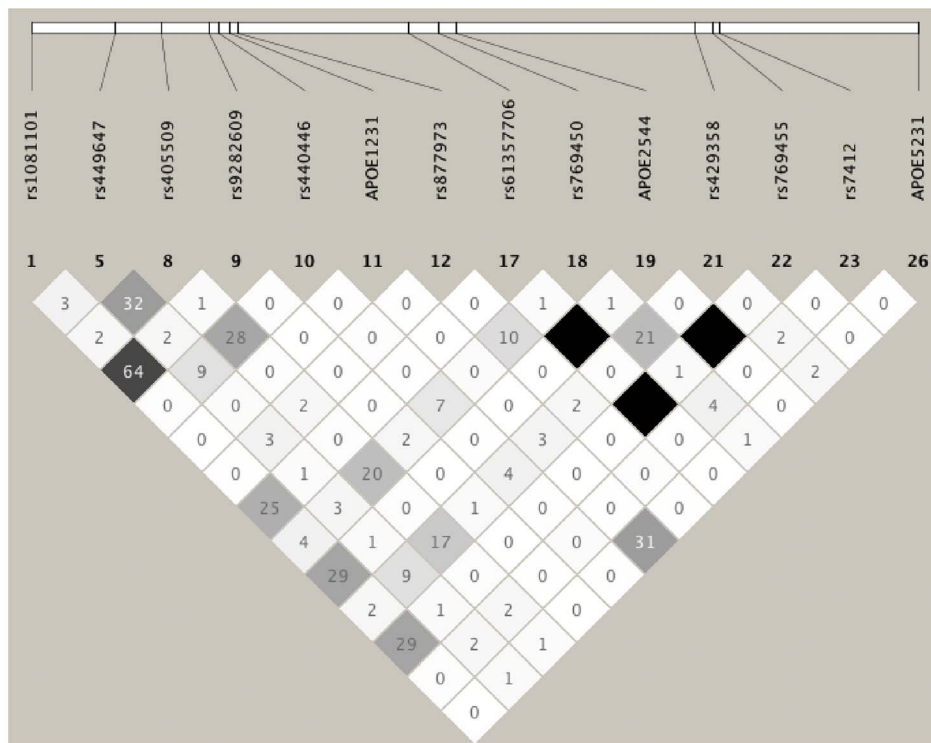 rs1081101
rs449647
rs405509
rs9282609
rs440446
APOE1231
rs877973
rs61357706
rs769450
APOE2544
rs429358
rs769455
rs7412
APOE5231
1 5 8 9 10 11 12 17 18 19 21 22 23 26
3 32 1 0 0 0 0 1 1 0 0 0 0
2 2 28 0 0 0 10 21 2 0
64 9 0 0 0 0 0 0 1 0 2
0 0 2 0 7 0 2 4 0
0 3 0 2 0 3 0 0 1
0 1 20 0 4 0 0 0
25 3 0 1 0 0 0
4 1 17 0 0 31
29 9 0 0 0
2 1 2 0
29 2 1
0 1
0